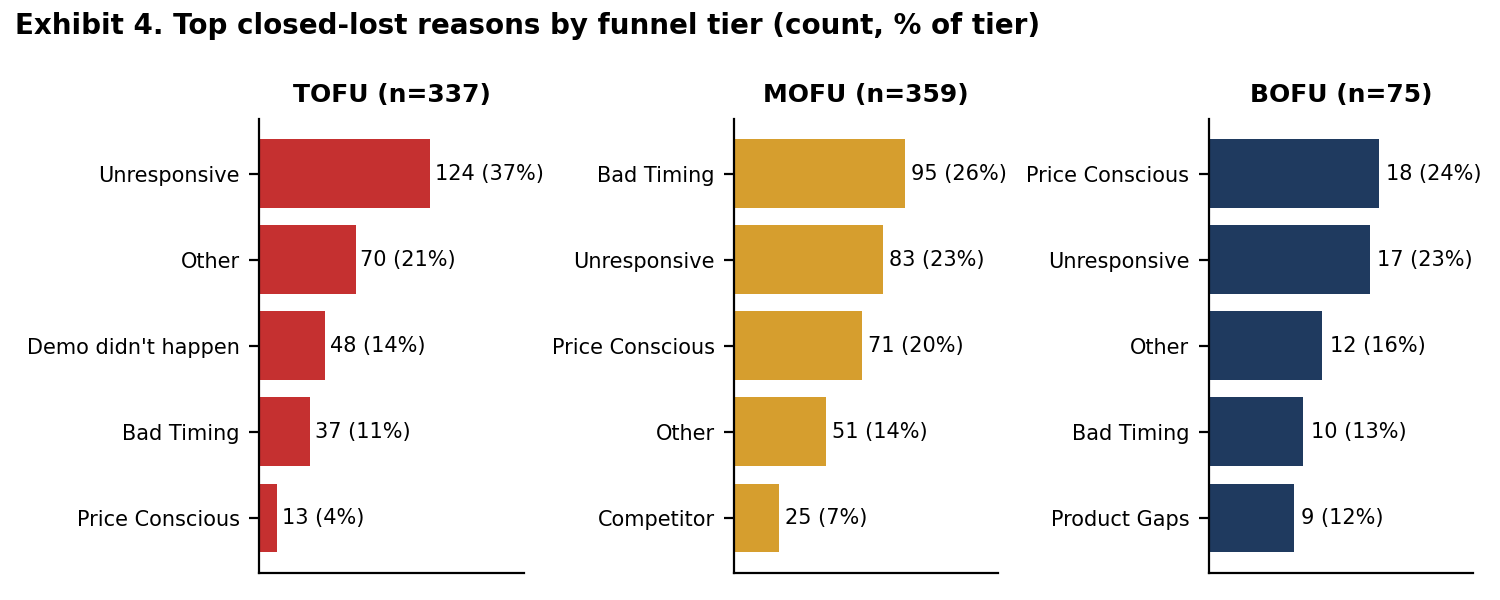 Exhibit 4. Top closed-lost reasons by funnel tier (count, % of tier)
TOFU (n=337)
Unresponsive 124 (37%)
Other 70 (21%)
Demo didn't happen 48 (14%)
Bad Timing 37 (11%)
Price Conscious 13 (4%)
MOFU (n=359)
Bad Timing 95 (26%)
Unresponsive 83 (23%)
Price Conscious 71 (20%)
Other 51 (14%)
Competitor 25 (7%)
BOFU (n=75)
Price Conscious 18 (24%)
Unresponsive 17 (23%)
Other 12 (16%)
Bad Timing 10 (13%)
Product Gaps 9 (12%)